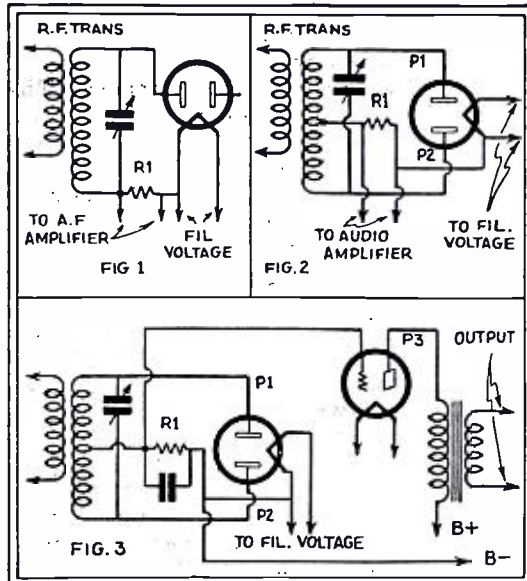 R.F. TRANS
R1
TO A.F
AMPLIFIER
FIL
VOLTAGE
FIG 1
R.F. TRANS
P1
R1
P2
TO AUDIO
AMPLIFIER
TO FIL.
VOLTAGE
FIG. 2
P1
R1
P2
P3
OUTPUT
TO FIL. VOLTAGE
B+
B-
FIG. 3